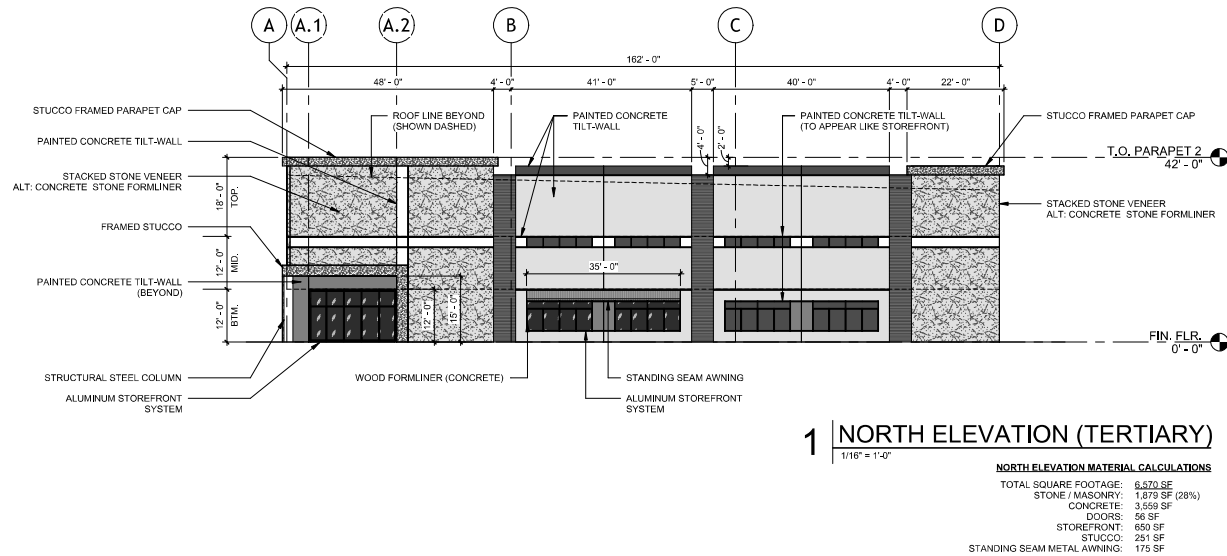 A
A.1
A.2
B
C
D
162' - 0"
48' - 0"
4' - 0"
41' - 0"
5' - 0"
40' - 0"
4' - 0"
22' - 0"
STUCCO FRAMED PARAPET CAP
PAINTED CONCRETE TILT-WALL
STACKED STONE VENEER
ALT: CONCRETE STONE FORMLINER
FRAMED STUCCO
PAINTED CONCRETE TILT-WALL
(BEYOND)
STRUCTURAL STEEL COLUMN
ALUMINUM STOREFRONT
SYSTEM
ROOF LINE BEYOND
(SHOWN DASHED)
PAINTED CONCRETE
TILT-WALL
4' - 0"
2' - 0"
PAINTED CONCRETE TILT-WALL
(TO APPEAR LIKE STOREFRONT)
STUCCO FRAMED PARAPET CAP
T.O. PARAPET 2
42' - 0"
STACKED STONE VENEER
ALT: CONCRETE STONE FORMLINER
18' - 0"
TOP.
12' - 0"
MID.
12' - 0"
BTM.
12' - 0"
15' - 0"
35' - 0"
FIN. FLR.
0' - 0"
WOOD FORMLINER (CONCRETE)
STANDING SEAM AWNING
ALUMINUM STOREFRONT
SYSTEM
1 NORTH ELEVATION (TERTIARY)
1/16" = 1'-0"
NORTH ELEVATION MATERIAL CALCULATIONS
TOTAL SQUARE FOOTAGE: 6,570 SF
STONE / MASONRY: 1,879 SF (28%)
CONCRETE: 3,559 SF
DOORS: 56 SF
STOREFRONT: 650 SF
STUCCO: 251 SF
STANDING SEAM METAL AWNING: 175 SF